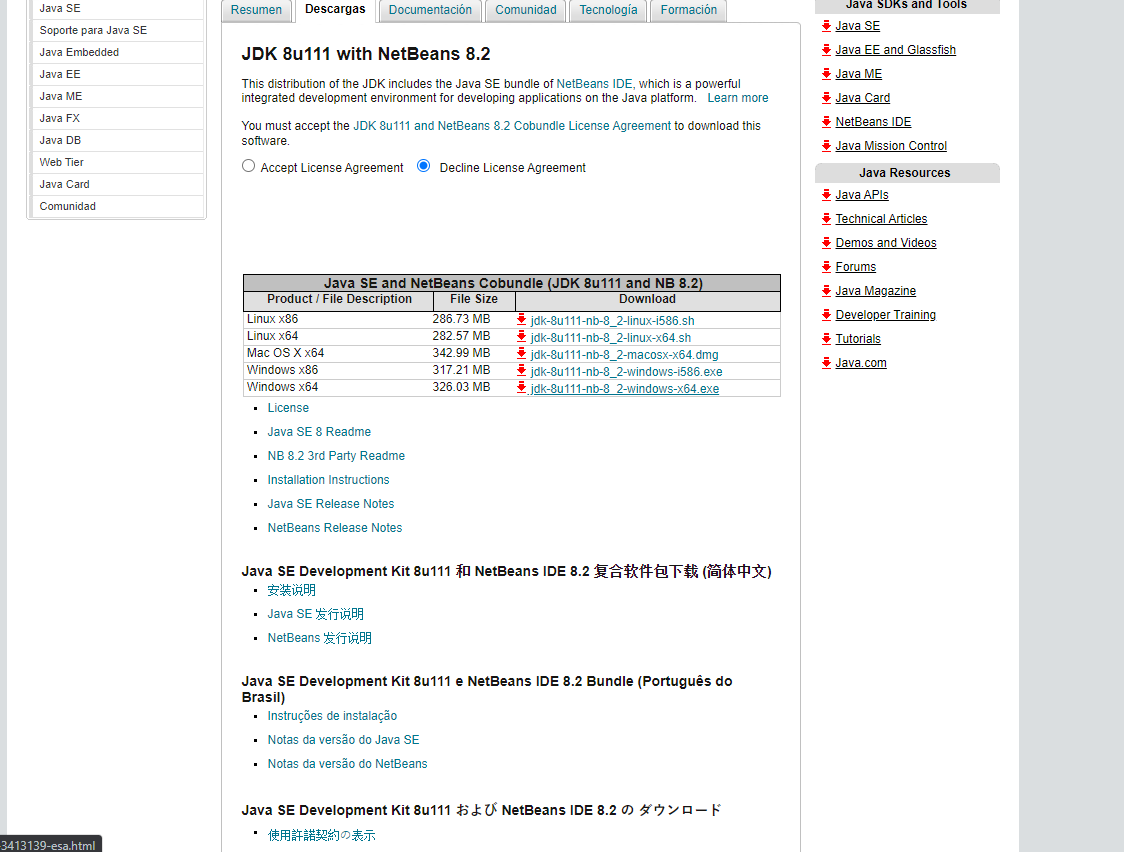 Java SE
Soporte para Java SE
Java Embedded
Java EE
Java ME
Java FX
Java DB
Web Tier
Java Card
Comunidad
Resumen
Descargas
Documentación
Comunidad
Tecnología
Formación
JDK 8u111 with NetBeans 8.2
This distribution of the JDK includes the Java SE bundle of NetBeans IDE, which is a powerful
integrated development environment for developing applications on the Java platform. Learn more
You must accept the JDK 8u111 and NetBeans 8.2 Cobundle License Agreement to download this
software.
Accept License Agreement Decline License Agreement
Java SE and NetBeans Cobundle (JDK 8u111 and NB 8.2)
Product / File Description File Size Download
Linux x86 286.73 MB jdk-8u111-nb-8_2-linux-i586.sh
Linux x64 282.57 MB jdk-8u111-nb-8_2-linux-x64.sh
Mac OS X x64 342.99 MB jdk-8u111-nb-8_2-macosx-x64.dmg
Windows x86 317.21 MB jdk-8u111-nb-8_2-windows-i586.exe
Windows x64 326.03 MB jdk-8u111-nb-8_2-windows-x64.exe
License
Java SE 8 Readme
NB 8.2 3rd Party Readme
Installation Instructions
Java SE Release Notes
NetBeans Release Notes
Java SE Development Kit 8u111 和 NetBeans IDE 8.2 复合软件包下载 (简体中文)
安装说明
Java SE 发行说明
NetBeans 发行说明
Java SE Development Kit 8u111 e NetBeans IDE 8.2 Bundle (Português do
Brasil)
Instruções de instalação
Notas da versão do Java SE
Notas da versão do NetBeans
Java SE Development Kit 8u111 および NetBeans IDE 8.2 の ダウンロード
使用許諾契約の表示
Java SDKs and Tools
Java SE
Java EE and Glassfish
Java ME
Java Card
NetBeans IDE
Java Mission Control
Java Resources
Java APIs
Technical Articles
Demos and Videos
Forums
Java Magazine
Developer Training
Tutorials
Java.com
3413139-esa.html